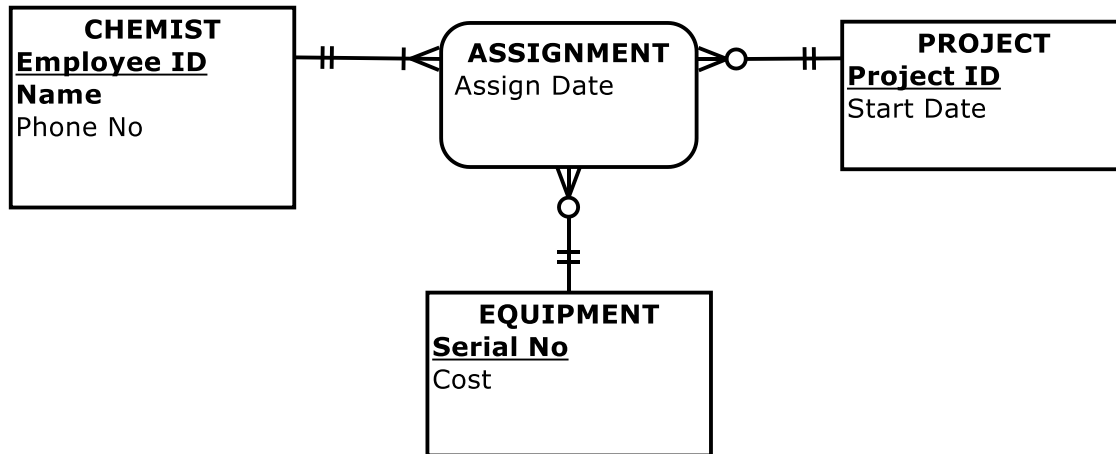 CHEMIST
Employee ID
Name
Phone No
ASSIGNMENT
Assign Date
PROJECT
Project ID
Start Date
EQUIPMENT
Serial No
Cost